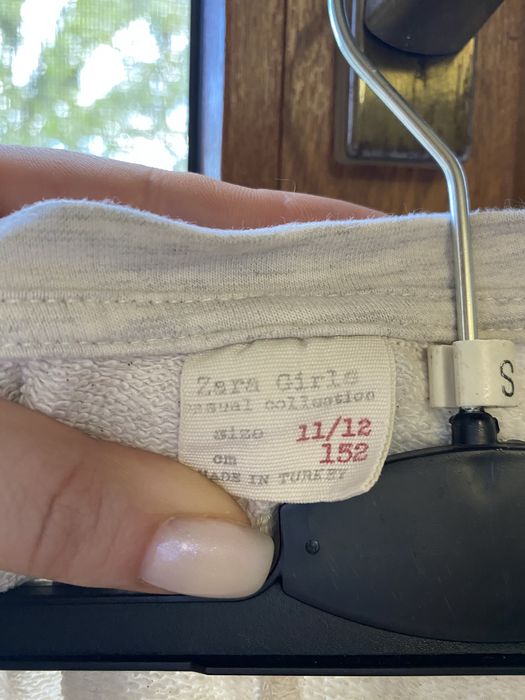 Zara Girls
casual collection
size 11/12
cm 152
MADE IN TURKEY
S